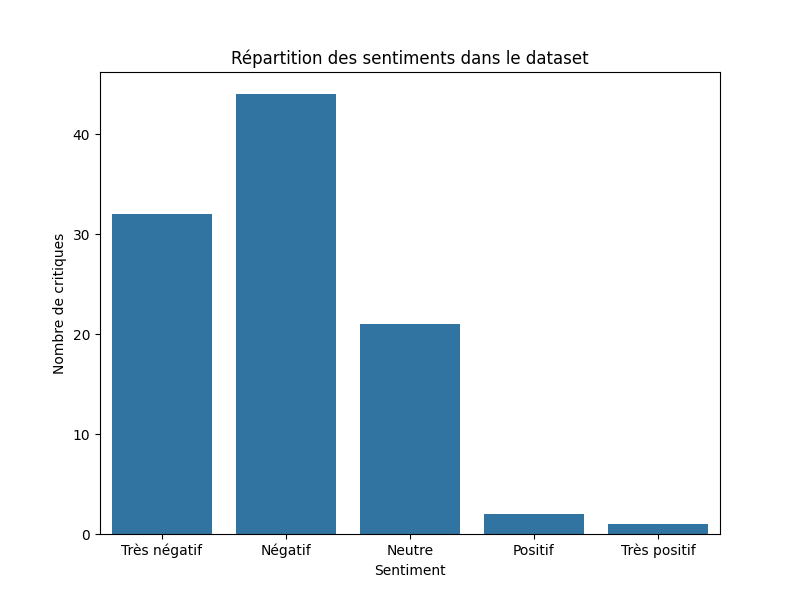 Répartition des sentiments dans le dataset
Nombre de critiques
40
30
20
10
0
Très négatif
Négatif
Neutre
Positif
Très positif
Sentiment